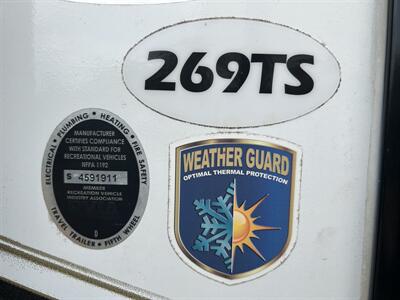 269TS
ELECTRICAL • PLUMBING • HEATING • FIRE SAFETY
MANUFACTURER
CERTIFIES COMPLIANCE
WITH STANDARD FOR
RECREATIONAL VEHICLES
NFPA 1192
S 4591911
MEMBER
RECREATION VEHICLE
INDUSTRY ASSOCIATION
D
TRAVEL TRAILER • FIFTH WHEEL
WEATHER GUARD
OPTIMAL THERMAL PROTECTION